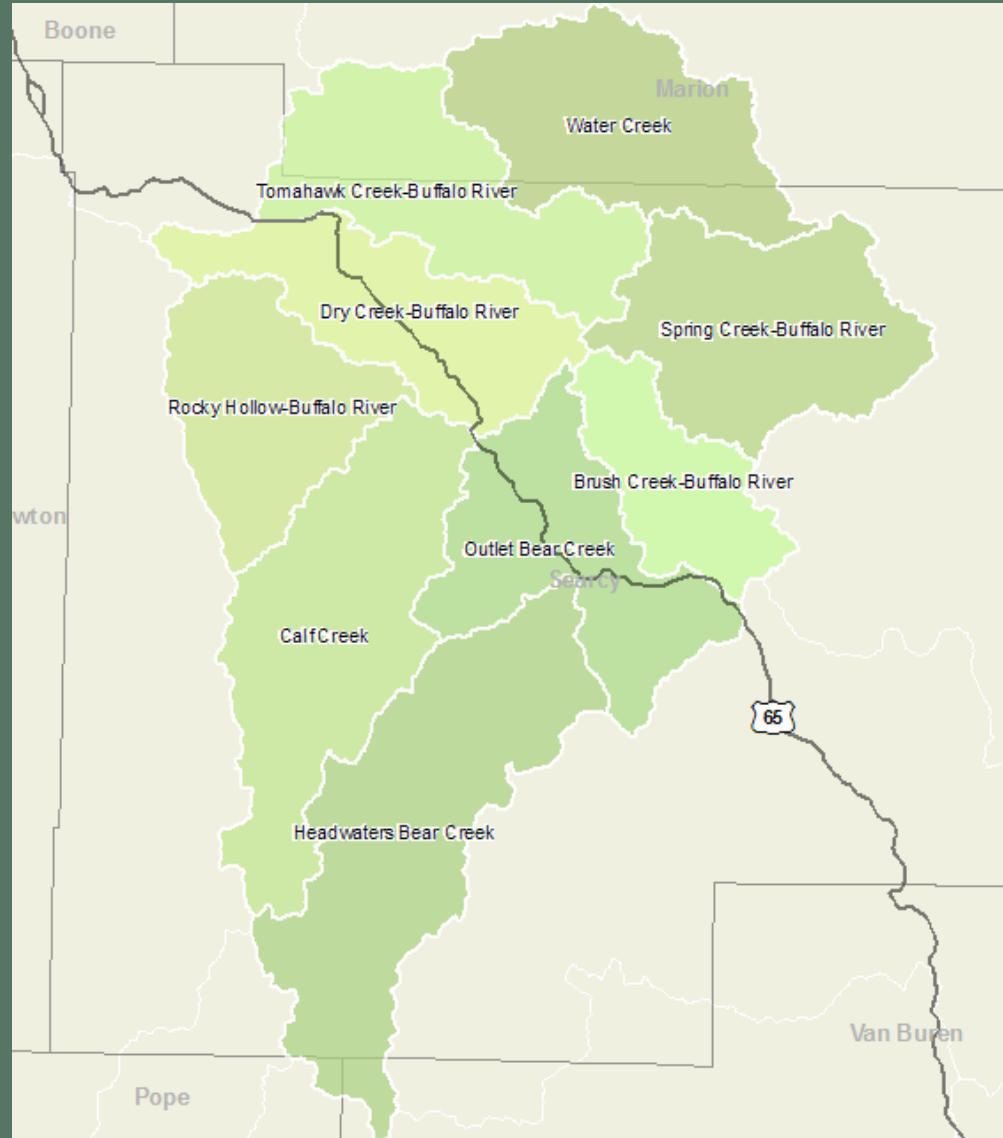 Boone
Marion
Water Creek
Tomahawk Creek-Buffalo River
Dry Creek-Buffalo River
Spring Creek-Buffalo River
Rocky Hollow-Buffalo River
Brush Creek-Buffalo River
wton
Outlet Bear Creek
Searcy
Calf Creek
65
Headwaters Bear Creek
Van Buren
Pope